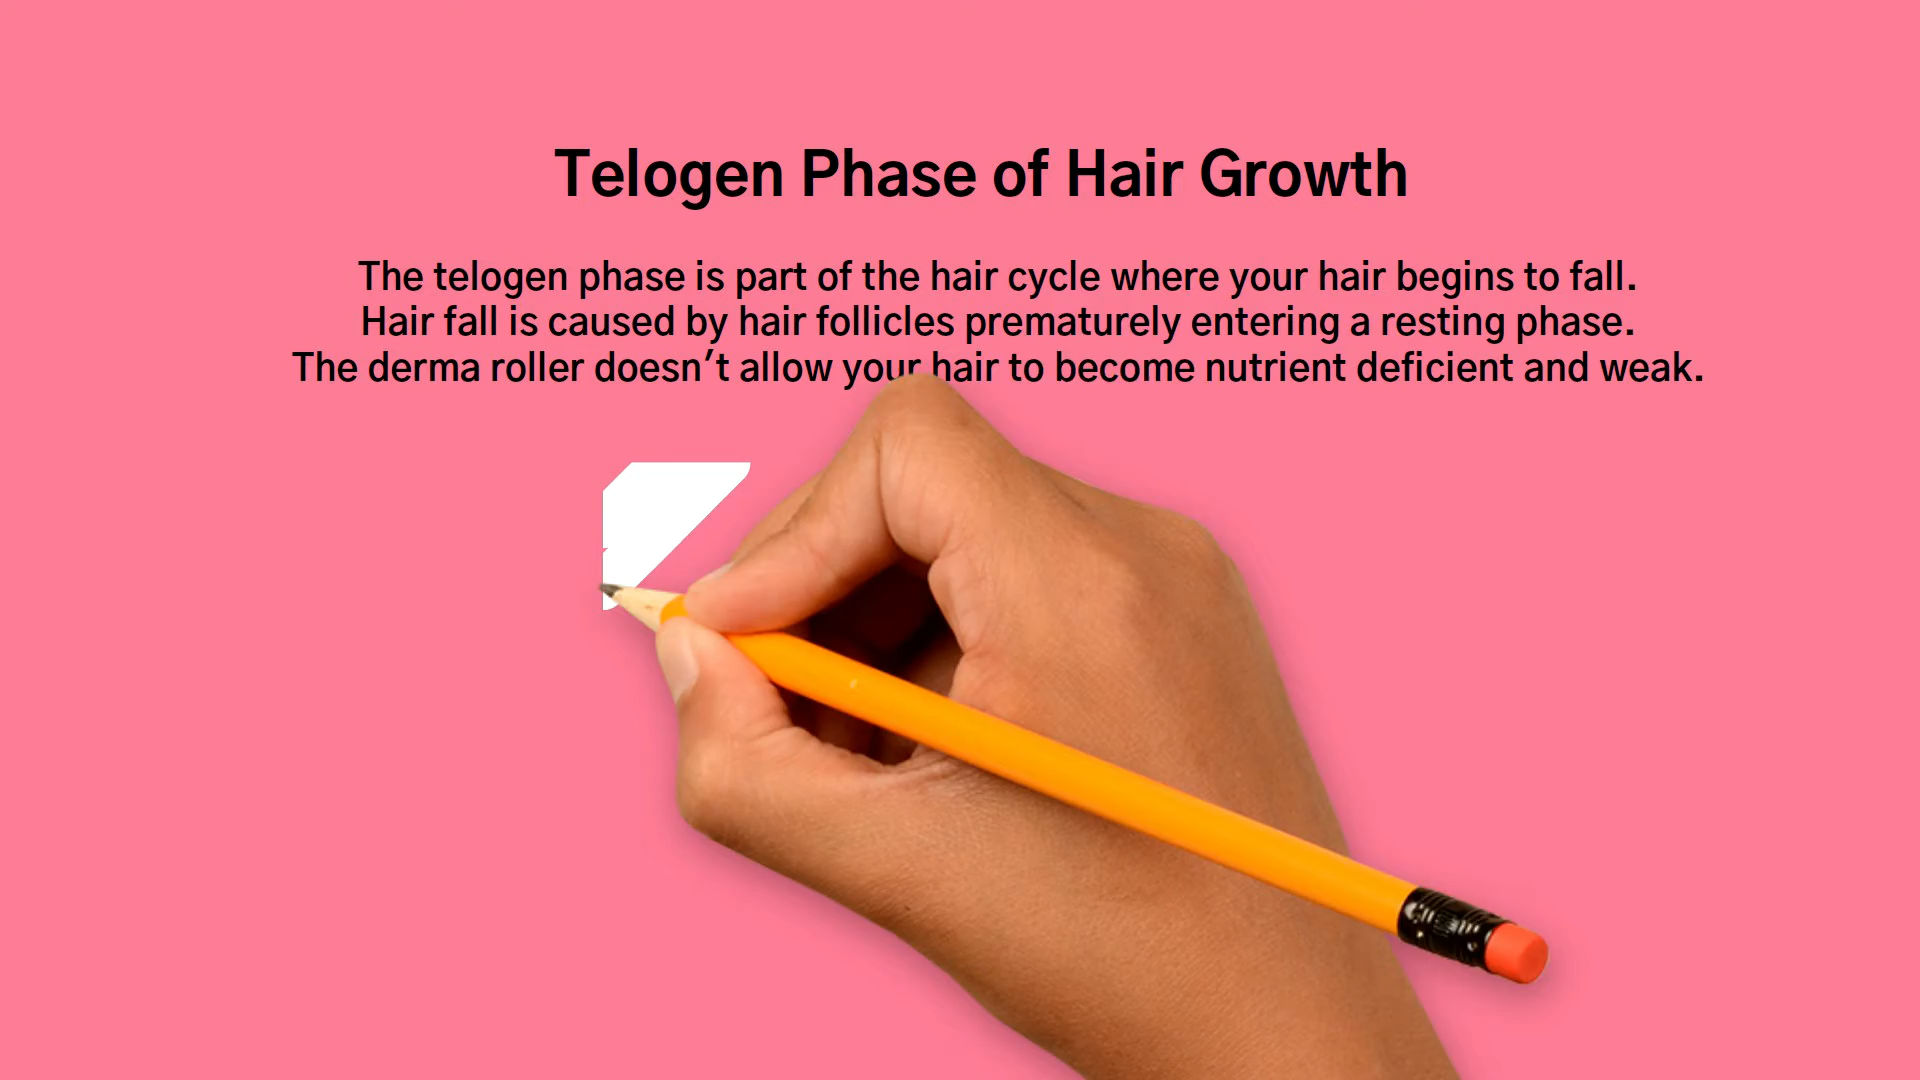 Telogen Phase of Hair Growth
The telogen phase is part of the hair cycle where your hair begins to fall.
Hair fall is caused by hair follicles prematurely entering a resting phase.
The derma roller doesn’t allow your hair to become nutrient deficient and weak.